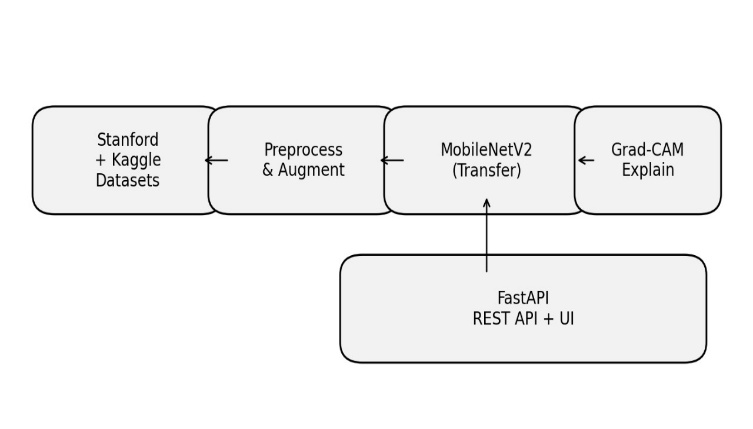 Stanford
+ Kaggle
Datasets
Preprocess
& Augment
MobileNetV2
(Transfer)
Grad-CAM
Explain
FastAPI
REST API + UI